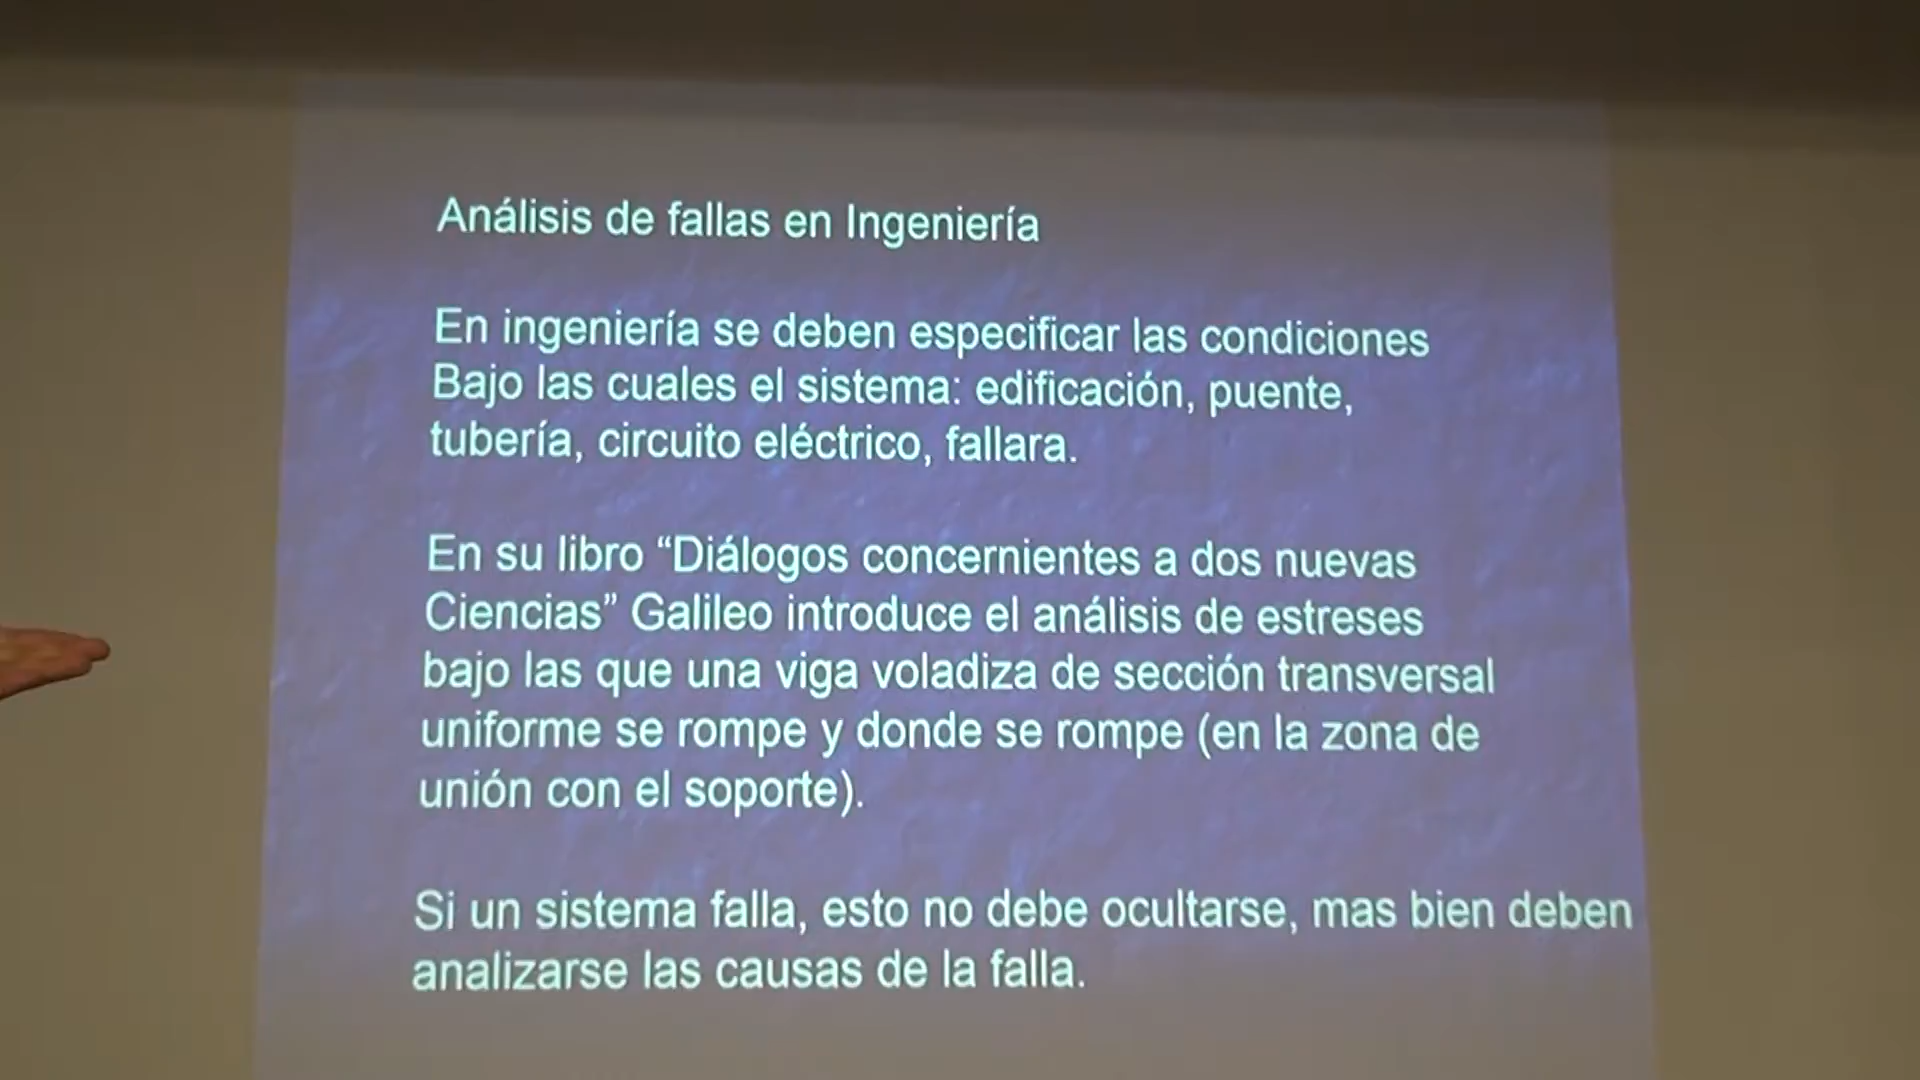 Análisis de fallas en Ingeniería
En ingeniería se deben especificar las condiciones
Bajo las cuales el sistema: edificación, puente,
tubería, circuito eléctrico, fallara.
En su libro “Diálogos concernientes a dos nuevas
Ciencias” Galileo introduce el análisis de estreses
bajo las que una viga voladiza de sección transversal
uniforme se rompe y donde se rompe (en la zona de
unión con el soporte).
Si un sistema falla, esto no debe ocultarse, mas bien deben
analizarse las causas de la falla.